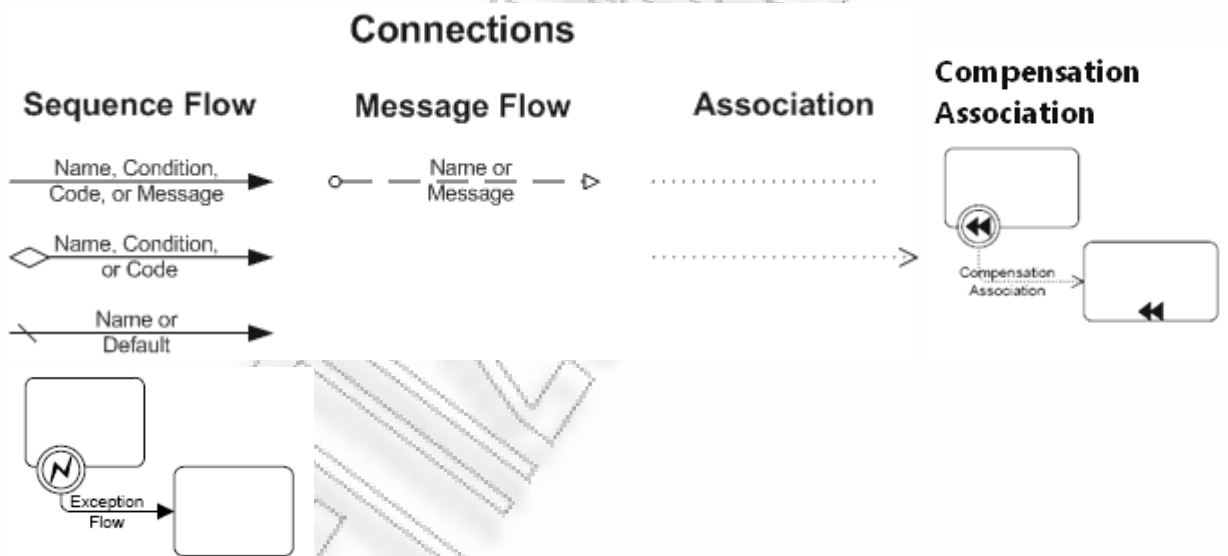 Connections
Sequence Flow
Message Flow
Association
Compensation
Association
Name, Condition,
Code, or Message
Name or
Message
Name, Condition,
or Code
Compensation
Association
Name or
Default
Exception
Flow